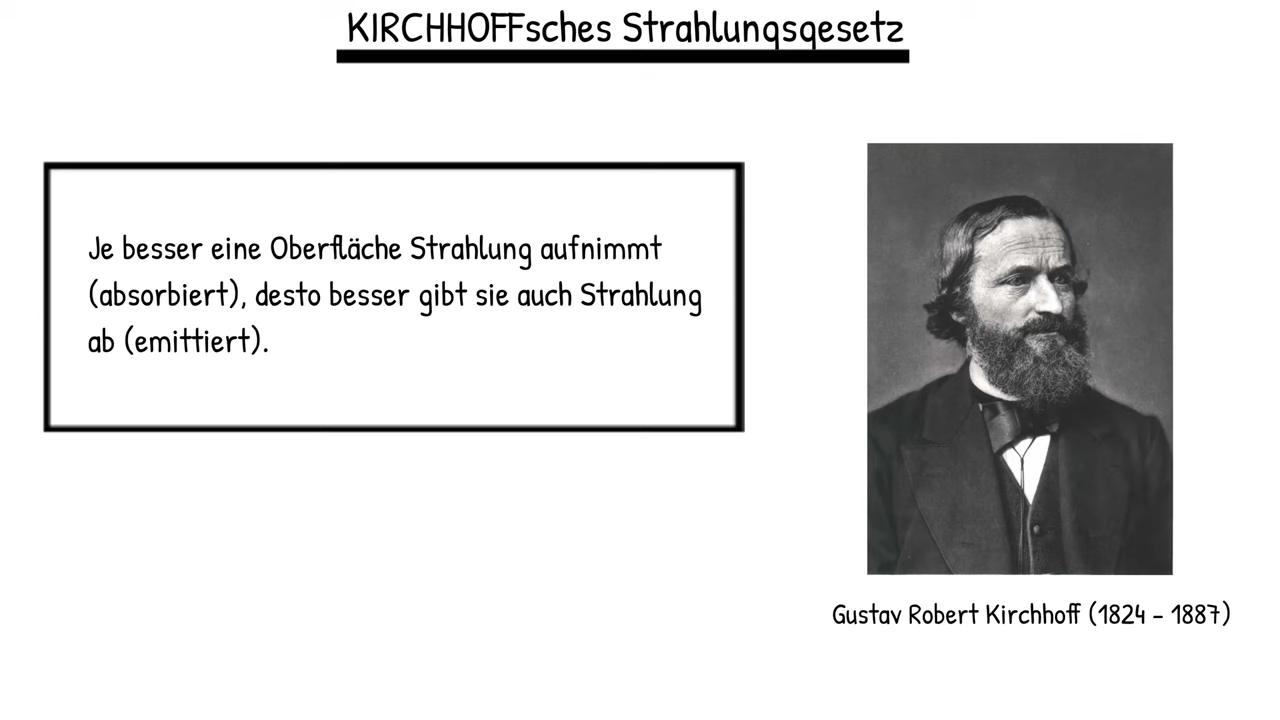 KIRCHHOFFsches Strahlungsgesetz
Je besser eine Oberfläche Strahlung aufnimmt
(absorbiert), desto besser gibt sie auch Strahlung
ab (emittiert).
Gustav Robert Kirchhoff (1824 – 1887)